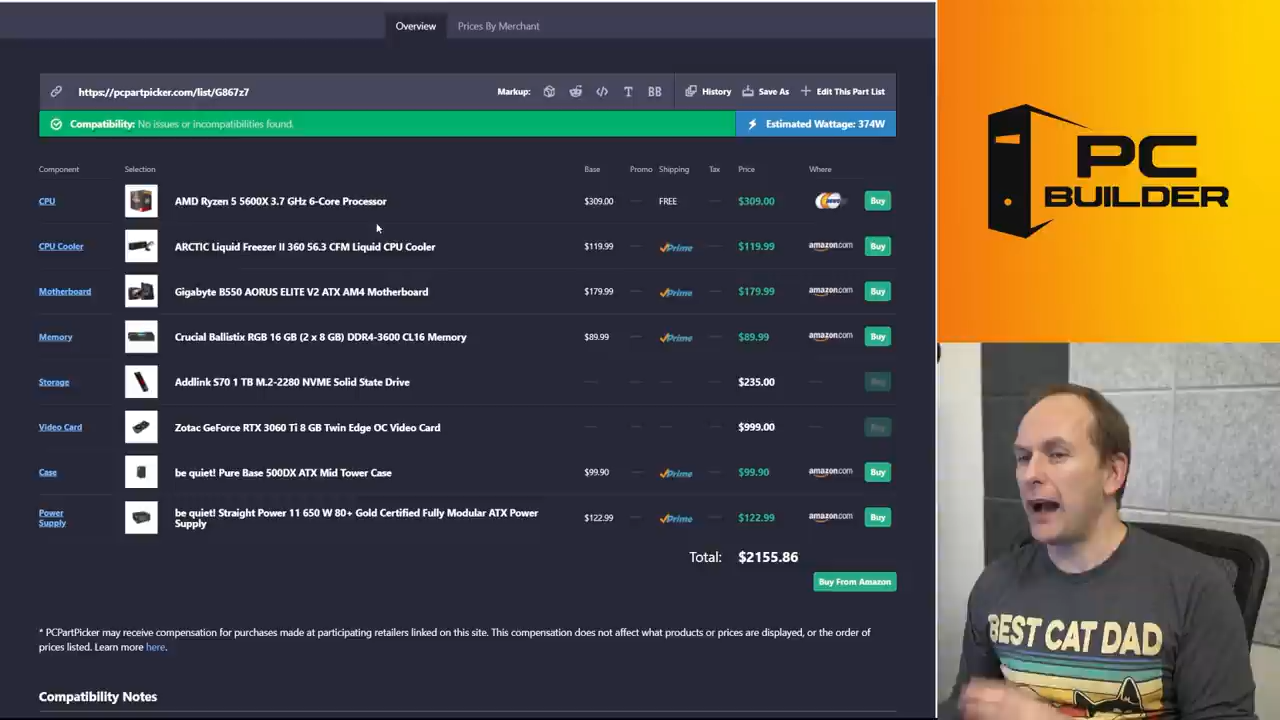 Overview Prices By Merchant
https://pcpartpicker.com/list/G867z7 Markup: T BB History Save As Edit This Part List
Compatibility: No issues or incompatibilities found. Estimated Wattage: 374W
Component Selection Base Promo Shipping Tax Price Where
CPU AMD Ryzen 5 5600X 3.7 GHz 6-Core Processor $309.00 — FREE — $309.00 Buy
CPU Cooler ARCTIC Liquid Freezer II 360 56.3 CFM Liquid CPU Cooler $119.99 — Prime — $119.99 amazon.com Buy
Motherboard Gigabyte B550 AORUS ELITE V2 ATX AM4 Motherboard $179.99 — Prime — $179.99 amazon.com Buy
Memory Crucial Ballistix RGB 16 GB (2 x 8 GB) DDR4-3600 CL16 Memory $89.99 — Prime — $89.99 amazon.com Buy
Storage Addlink S70 1 TB M.2-2280 NVME Solid State Drive — — — — $235.00 — Buy
Video Card Zotac GeForce RTX 3060 Ti 8 GB Twin Edge OC Video Card — — — — $999.00 — Buy
Case be quiet! Pure Base 500DX ATX Mid Tower Case $99.90 — Prime — $99.90 amazon.com Buy
Power Supply be quiet! Straight Power 11 650 W 80+ Gold Certified Fully Modular ATX Power Supply $122.99 — Prime — $122.99 amazon.com Buy
Total: $2155.86
Buy From Amazon
* PCPartPicker may receive compensation for purchases made at participating retailers linked on this site. This compensation does not affect what products or prices are displayed, or the order of
prices listed. Learn more here.
Compatibility Notes
PC
BUILDER
BEST CAT DAD